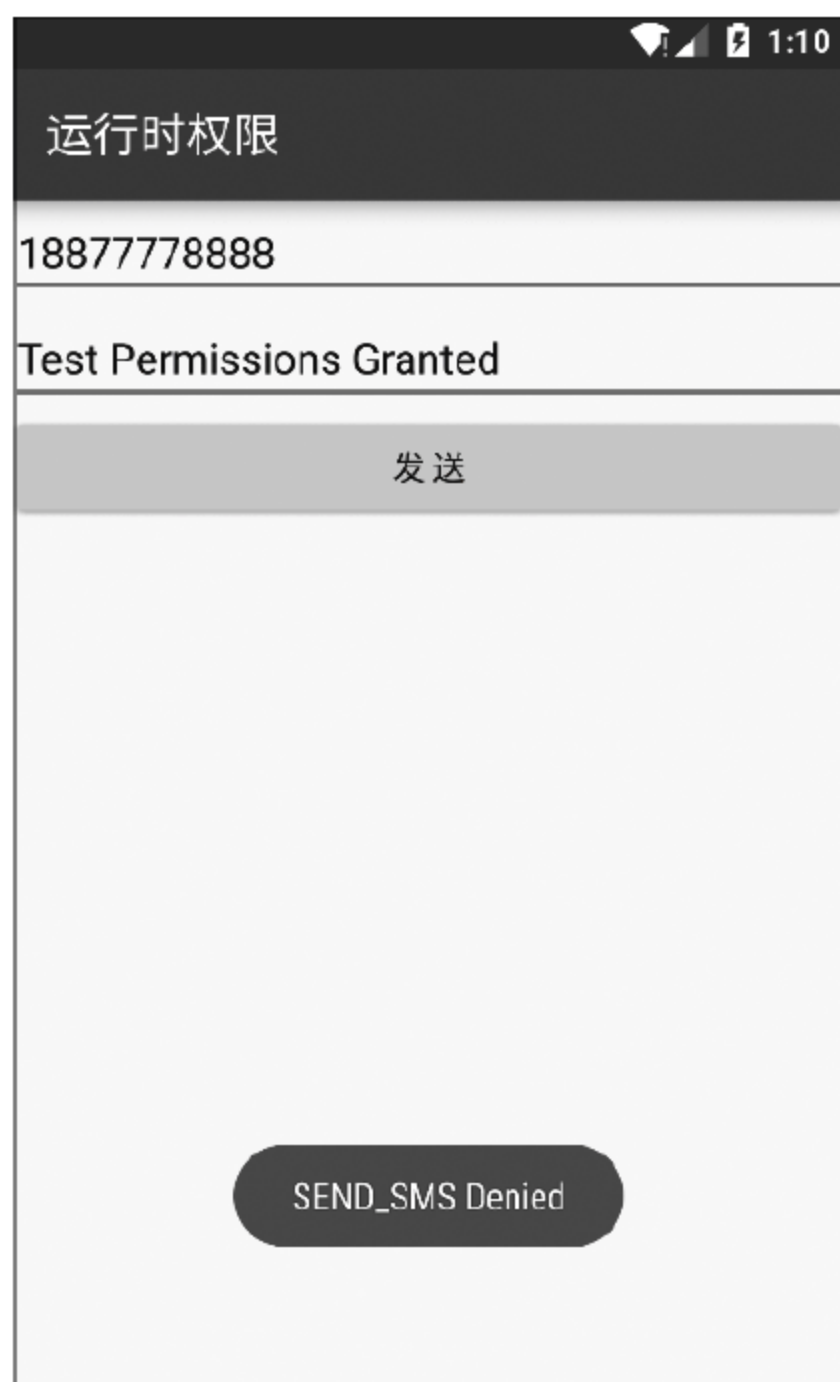 1:10
运行时权限
18877778888
Test Permissions Granted
发 送
SEND_SMS Denied